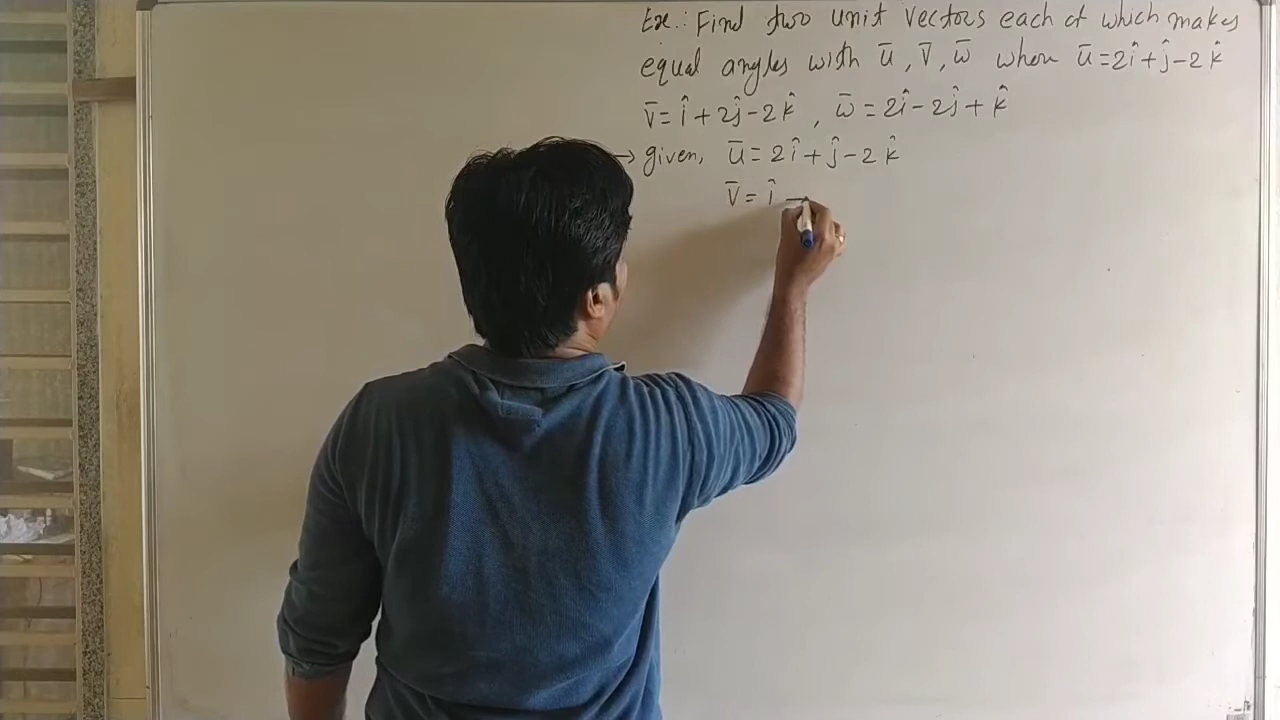 Ex.: Find two unit vectors each of which makes
equal angles with ū, v̄, w̄ when ū = 2î + ĵ - 2k̂
v̄ = î + 2ĵ - 2k̂ , w̄ = 2î - 2ĵ + k̂
→ given, ū = 2î + ĵ - 2k̂
v̄ = î -